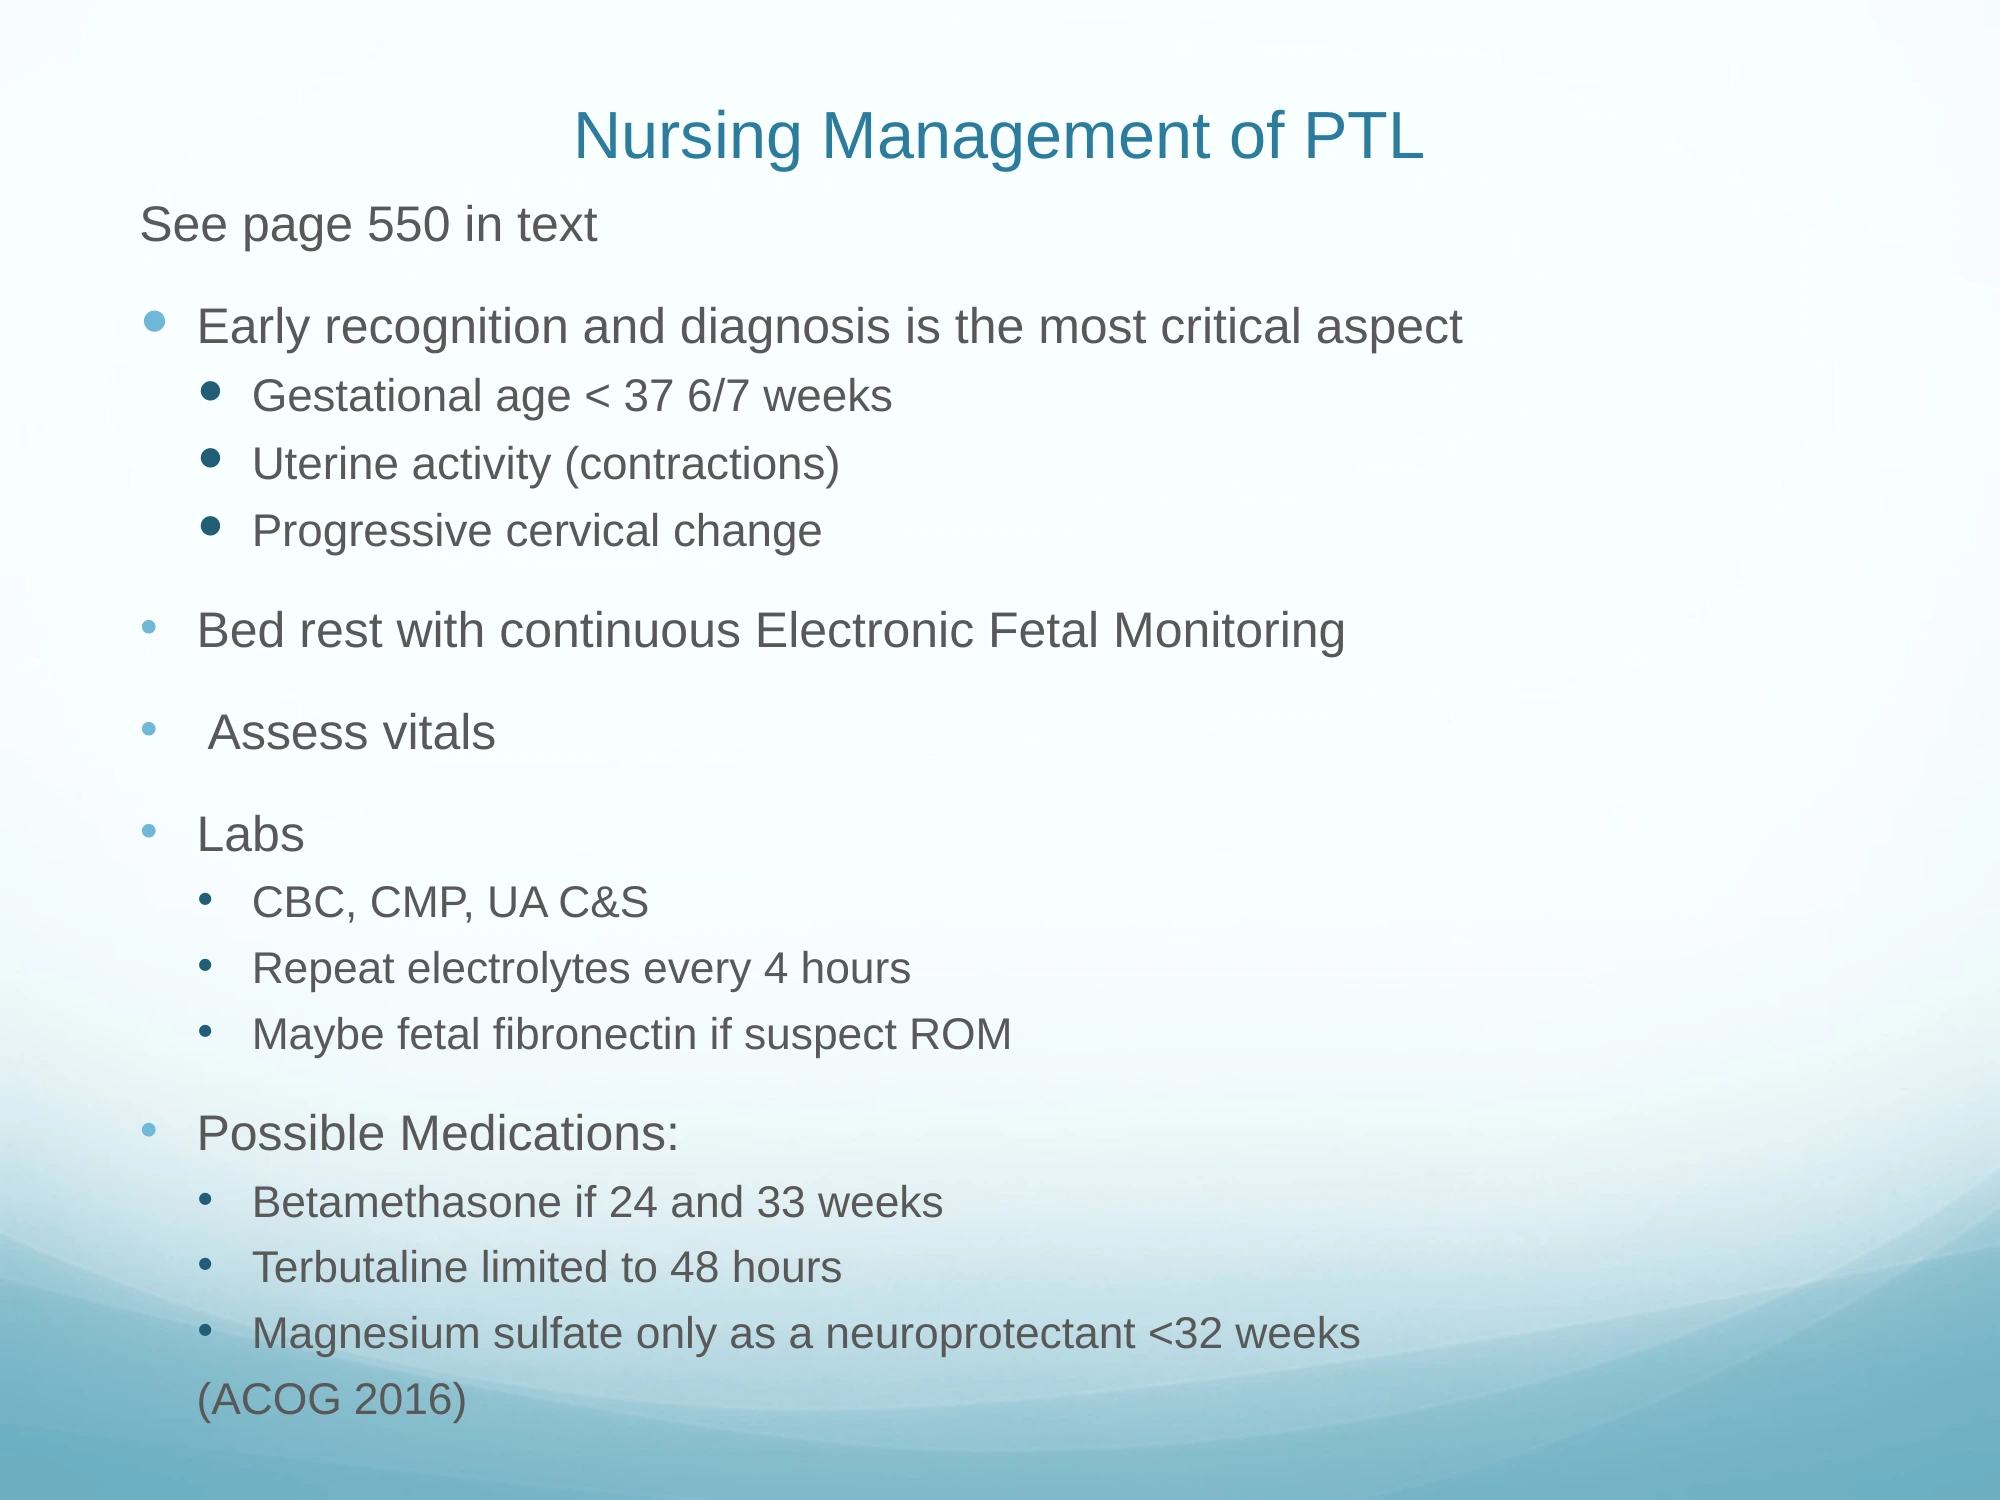 Nursing Management of PTL
See page 550 in text
• Early recognition and diagnosis is the most critical aspect
• Gestational age < 37 6/7 weeks
• Uterine activity (contractions)
• Progressive cervical change
• Bed rest with continuous Electronic Fetal Monitoring
• Assess vitals
• Labs
• CBC, CMP, UA C&S
• Repeat electrolytes every 4 hours
• Maybe fetal fibronectin if suspect ROM
• Possible Medications:
• Betamethasone if 24 and 33 weeks
• Terbutaline limited to 48 hours
• Magnesium sulfate only as a neuroprotectant <32 weeks
(ACOG 2016)